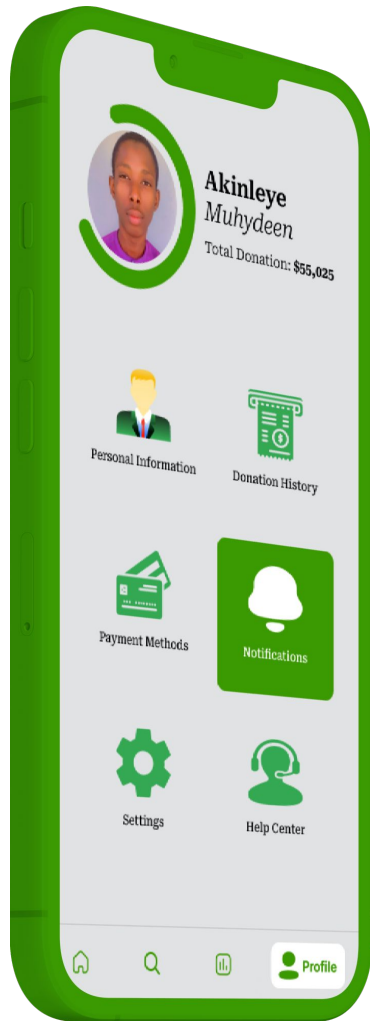 Akinleye
Muhydeen
Total Donation: $55,025
Personal Information
Donation History
Payment Methods
Notifications
Settings
Help Center
Profile